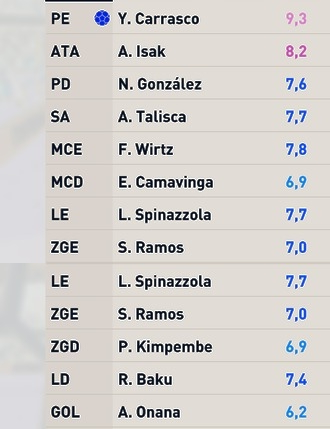 PE Y. Carrasco 9,3
ATA A. Isak 8,2
PD N. González 7,6
SA A. Talisca 7,7
MCE F. Wirtz 7,8
MCD E. Camavinga 6,9
LE L. Spinazzola 7,7
ZGE S. Ramos 7,0
LE L. Spinazzola 7,7
ZGE S. Ramos 7,0
ZGD P. Kimpembe 6,9
LD R. Baku 7,4
GOL A. Onana 6,2